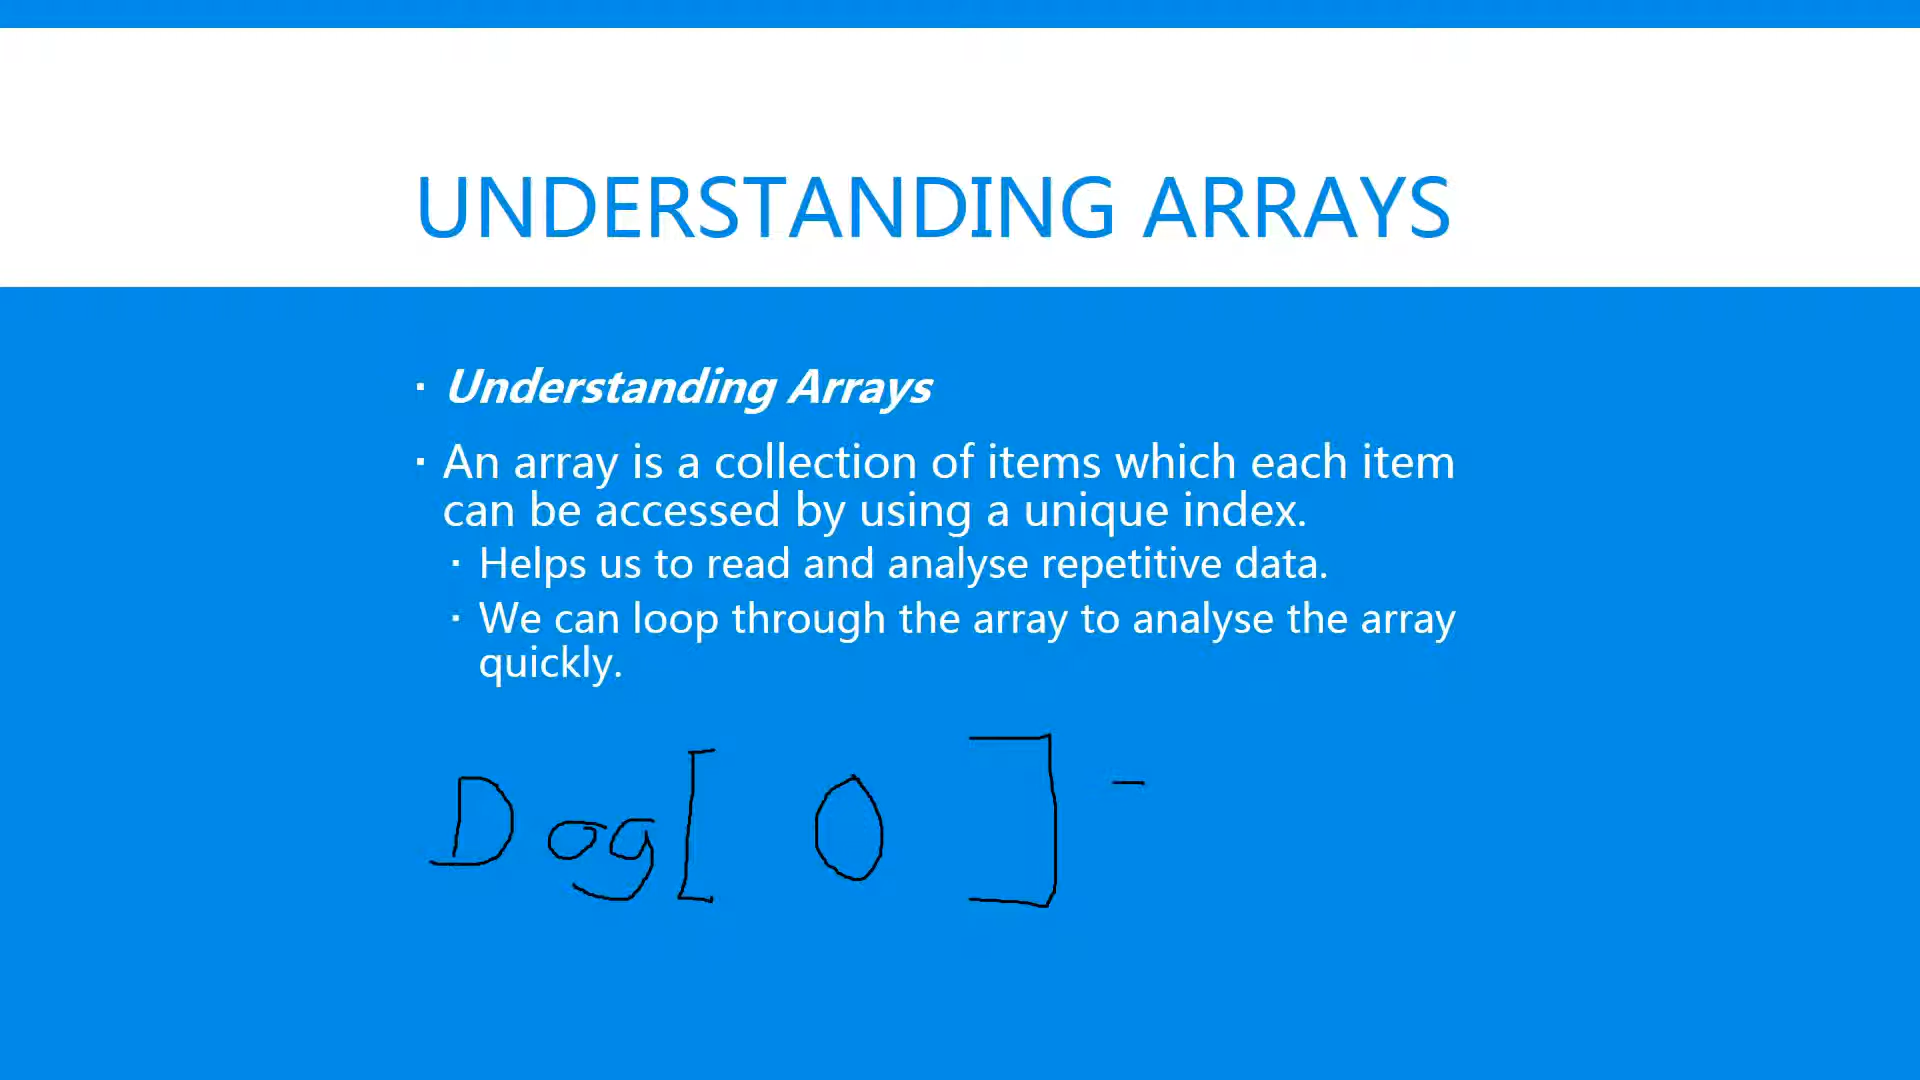 UNDERSTANDING ARRAYS
· Understanding Arrays
· An array is a collection of items which each item
can be accessed by using a unique index.
· Helps us to read and analyse repetitive data.
· We can loop through the array to analyse the array
quickly.
Dog[ 0 ] -